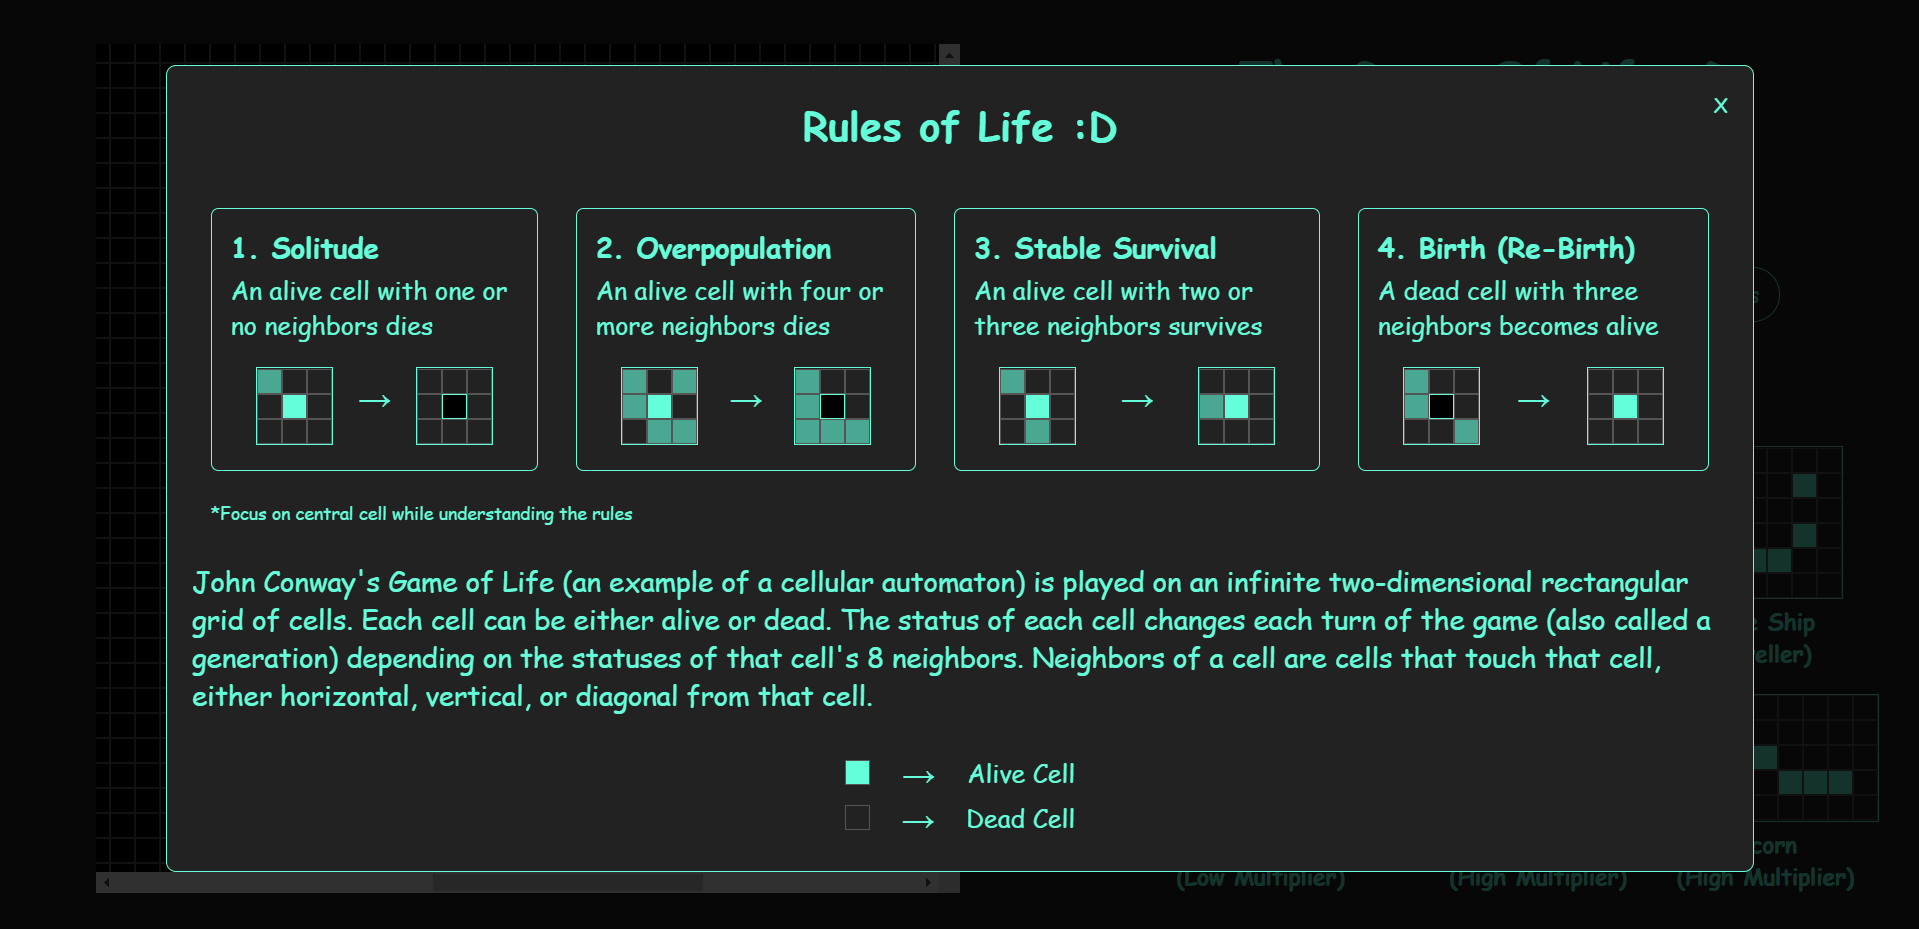 Rules of Life :D
x
1. Solitude
An alive cell with one or
no neighbors dies
→
2. Overpopulation
An alive cell with four or
more neighbors dies
→
3. Stable Survival
An alive cell with two or
three neighbors survives
→
4. Birth (Re-Birth)
A dead cell with three
neighbors becomes alive
→
*Focus on central cell while understanding the rules
John Conway's Game of Life (an example of a cellular automaton) is played on an infinite two-dimensional rectangular
grid of cells. Each cell can be either alive or dead. The status of each cell changes each turn of the game (also called a
generation) depending on the statuses of that cell's 8 neighbors. Neighbors of a cell are cells that touch that cell,
either horizontal, vertical, or diagonal from that cell.
→ Alive Cell
→ Dead Cell
Ship
(Low Multiplier)
(High Multiplier)
(High Multiplier)